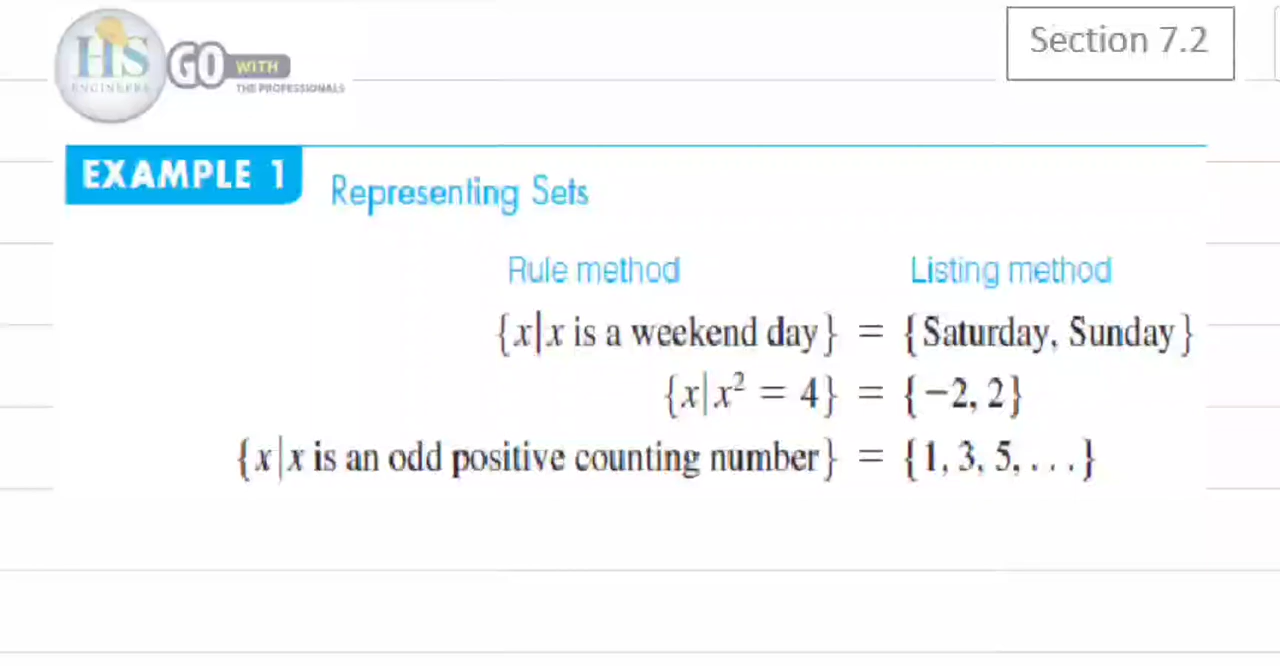 HS
ENGINEERS
GO WITH
THE PROFESSIONALS
Section 7.2
EXAMPLE 1 Representing Sets
Rule method Listing method
{x|x is a weekend day} = {Saturday, Sunday}
{x|x² = 4} = {−2, 2}
{x|x is an odd positive counting number} = {1, 3, 5, . . .}